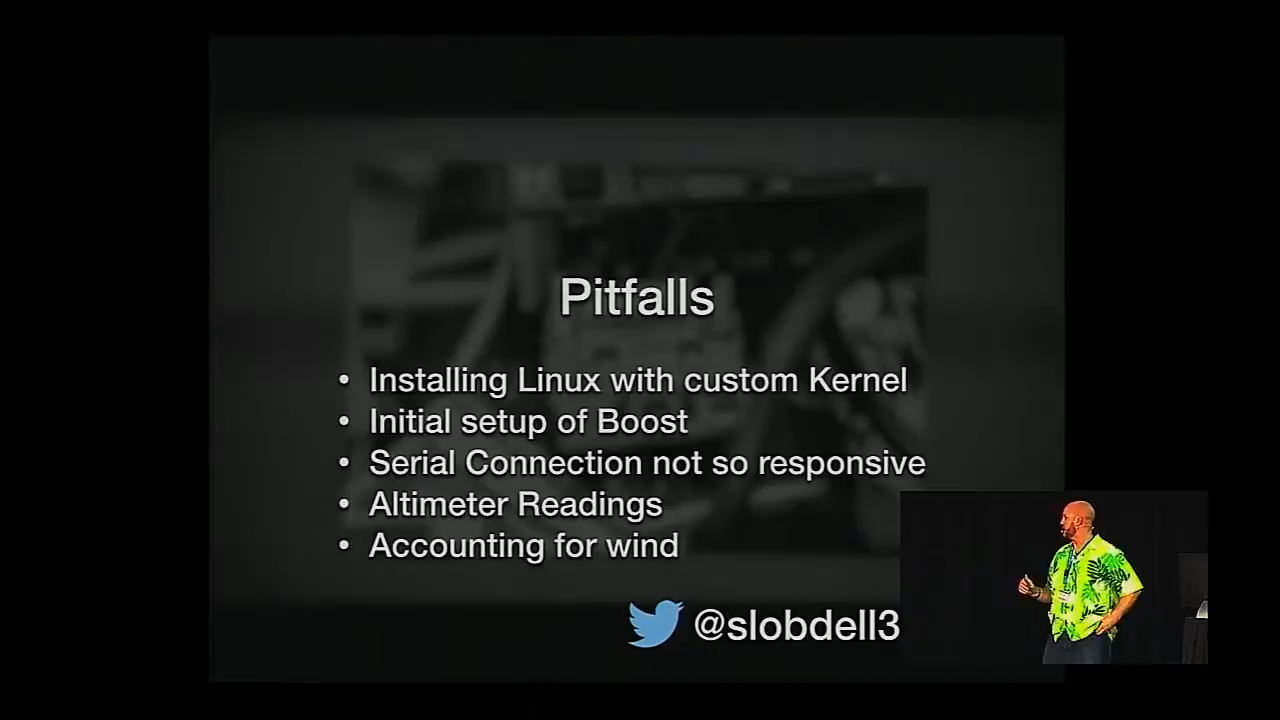 Pitfalls
• Installing Linux with custom Kernel
• Initial setup of Boost
• Serial Connection not so responsive
• Altimeter Readings
• Accounting for wind
@slobdell3